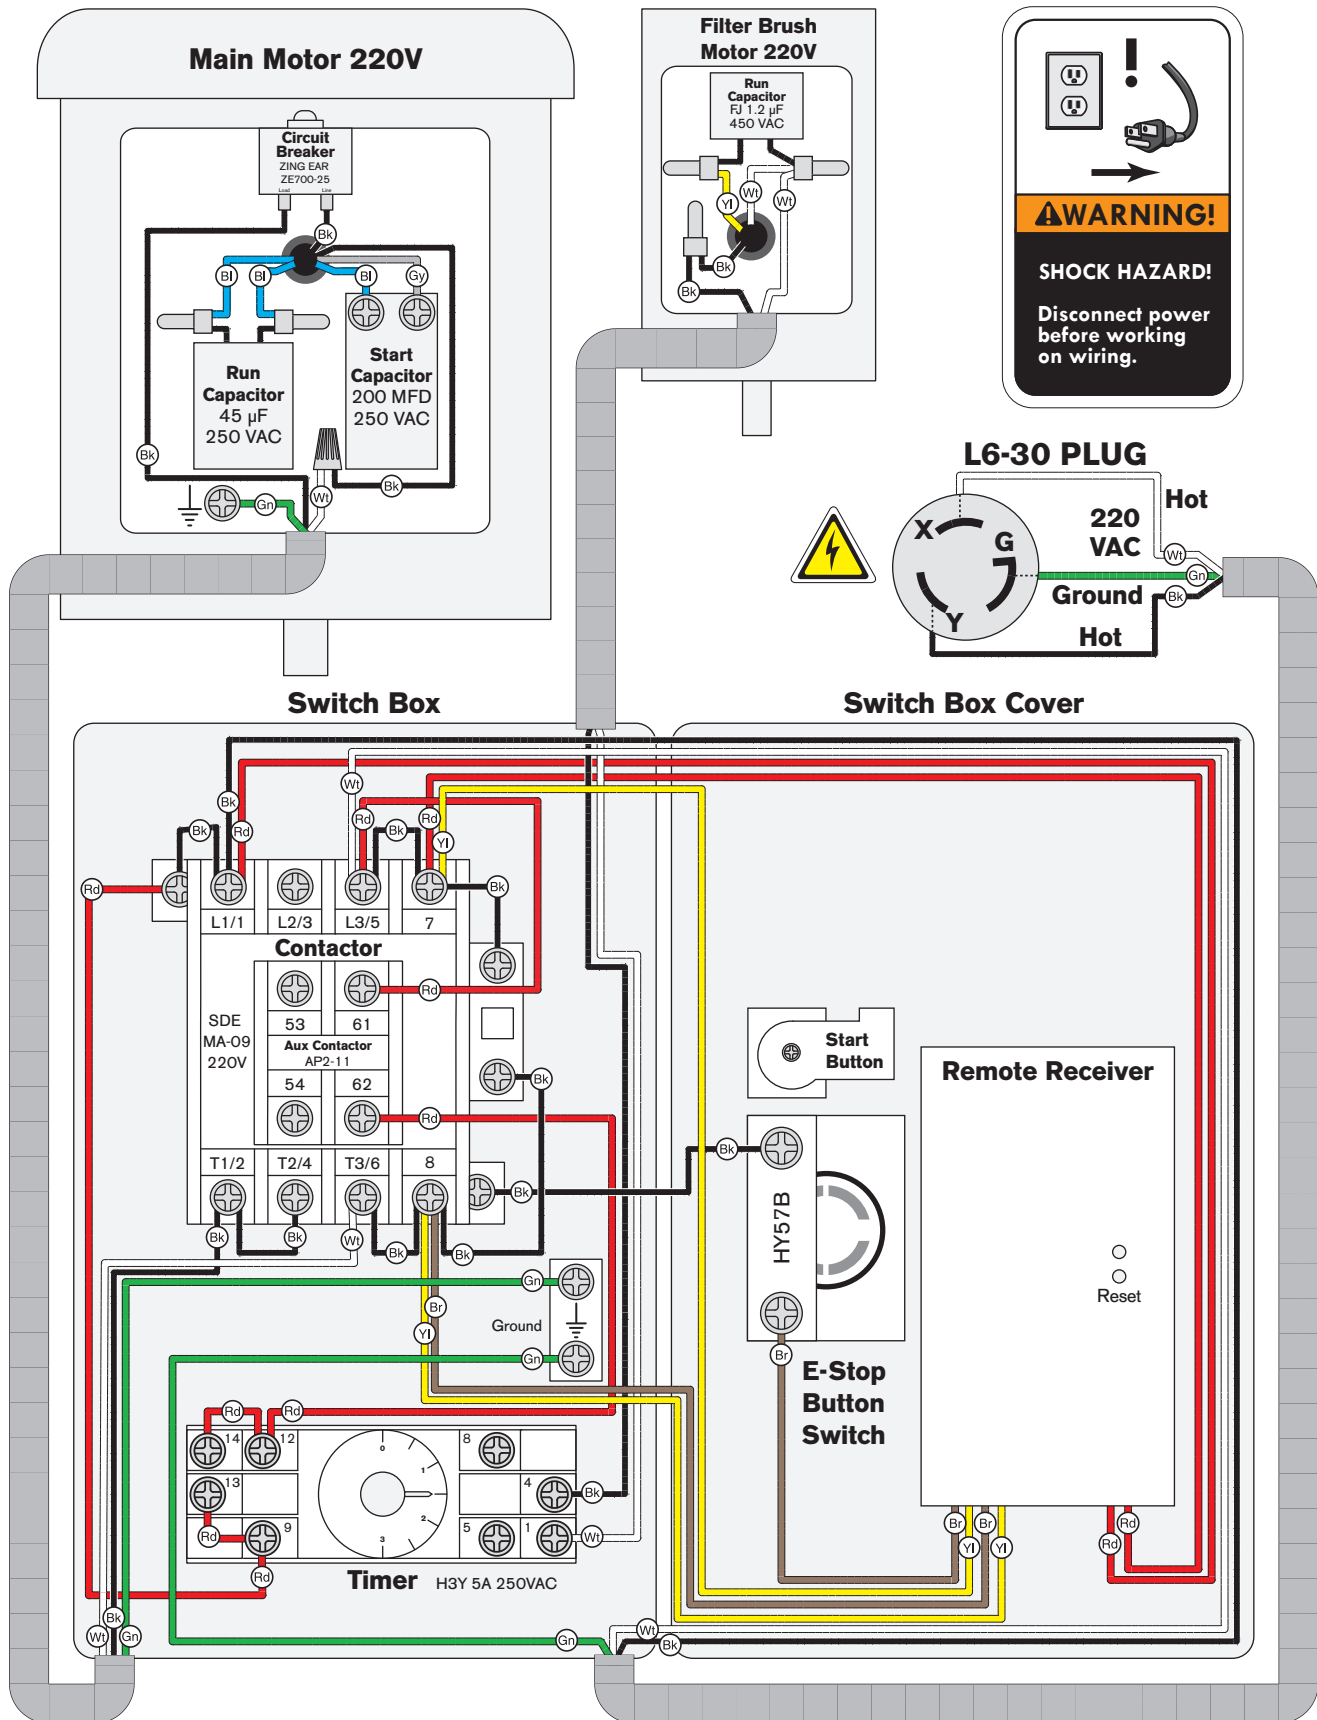 Main Motor 220V
Circuit
Breaker
ZING EAR
ZE700-25
Load
Line
Bk
Bl
Bl
Bl
Gy
Run
Capacitor
45 µF
250 VAC
Start
Capacitor
200 MFD
250 VAC
Bk
Bk
Wt
Gn
Filter Brush
Motor 220V
Run
Capacitor
FJ 1.2 µF
450 VAC
Yl
Wt
Wt
Bk
Bk
!
WARNING!
SHOCK HAZARD!
Disconnect power
before working
on wiring.
L6-30 PLUG
Hot
220
VAC
X
G
Y
Wt
Gn
Bk
Ground
Hot
Switch Box
Switch Box Cover
Wt
Bk
Bk
Rd
Rd
Bk
Rd
Yl
Rd
Bk
L1/1
L2/3
L3/5
7
Contactor
Rd
SDE
MA-09
220V
53
61
Aux Contactor
AP2-11
54
62
Bk
Rd
T1/2
T2/4
T3/6
8
Bk
Bk
Bk
Bk
Wt
Bk
Bk
Gn
Br
Yl
Ground
Gn
Start
Button
HY57B
Br
E-Stop
Button
Switch
Remote Receiver
Reset
Br
Br
Yl
Yl
Rd
Rd
Rd
Rd
14
12
13
9
Rd
Rd
0
1
2
3
8
4
5
1
Bk
Wt
Timer
H3Y 5A 250VAC
Wt
Bk
Gn
Gn
Wt
Bk